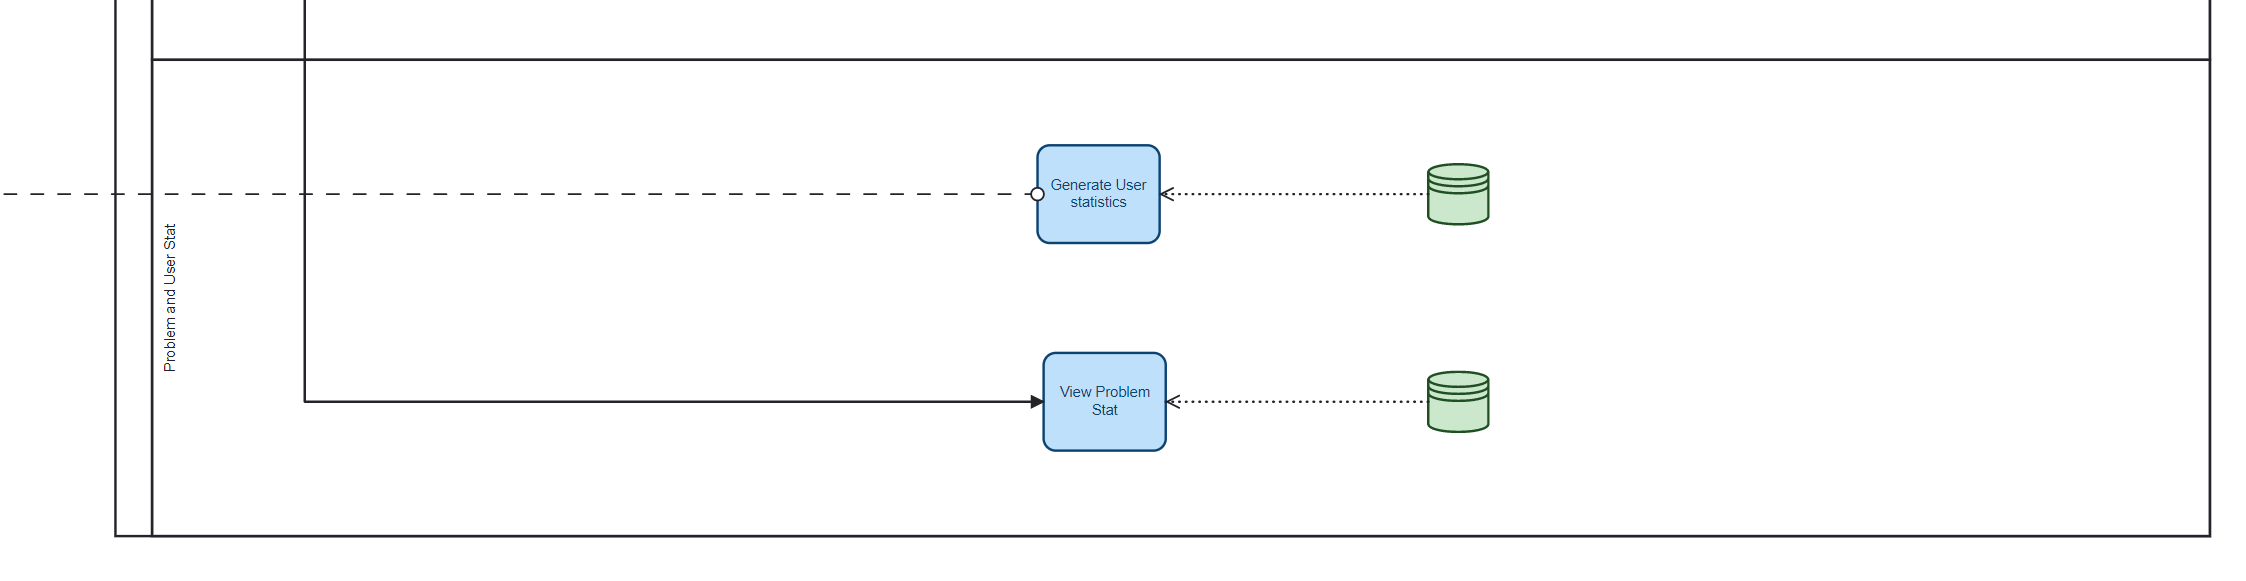 Problem and User Stat
Generate User
statistics
View Problem
Stat